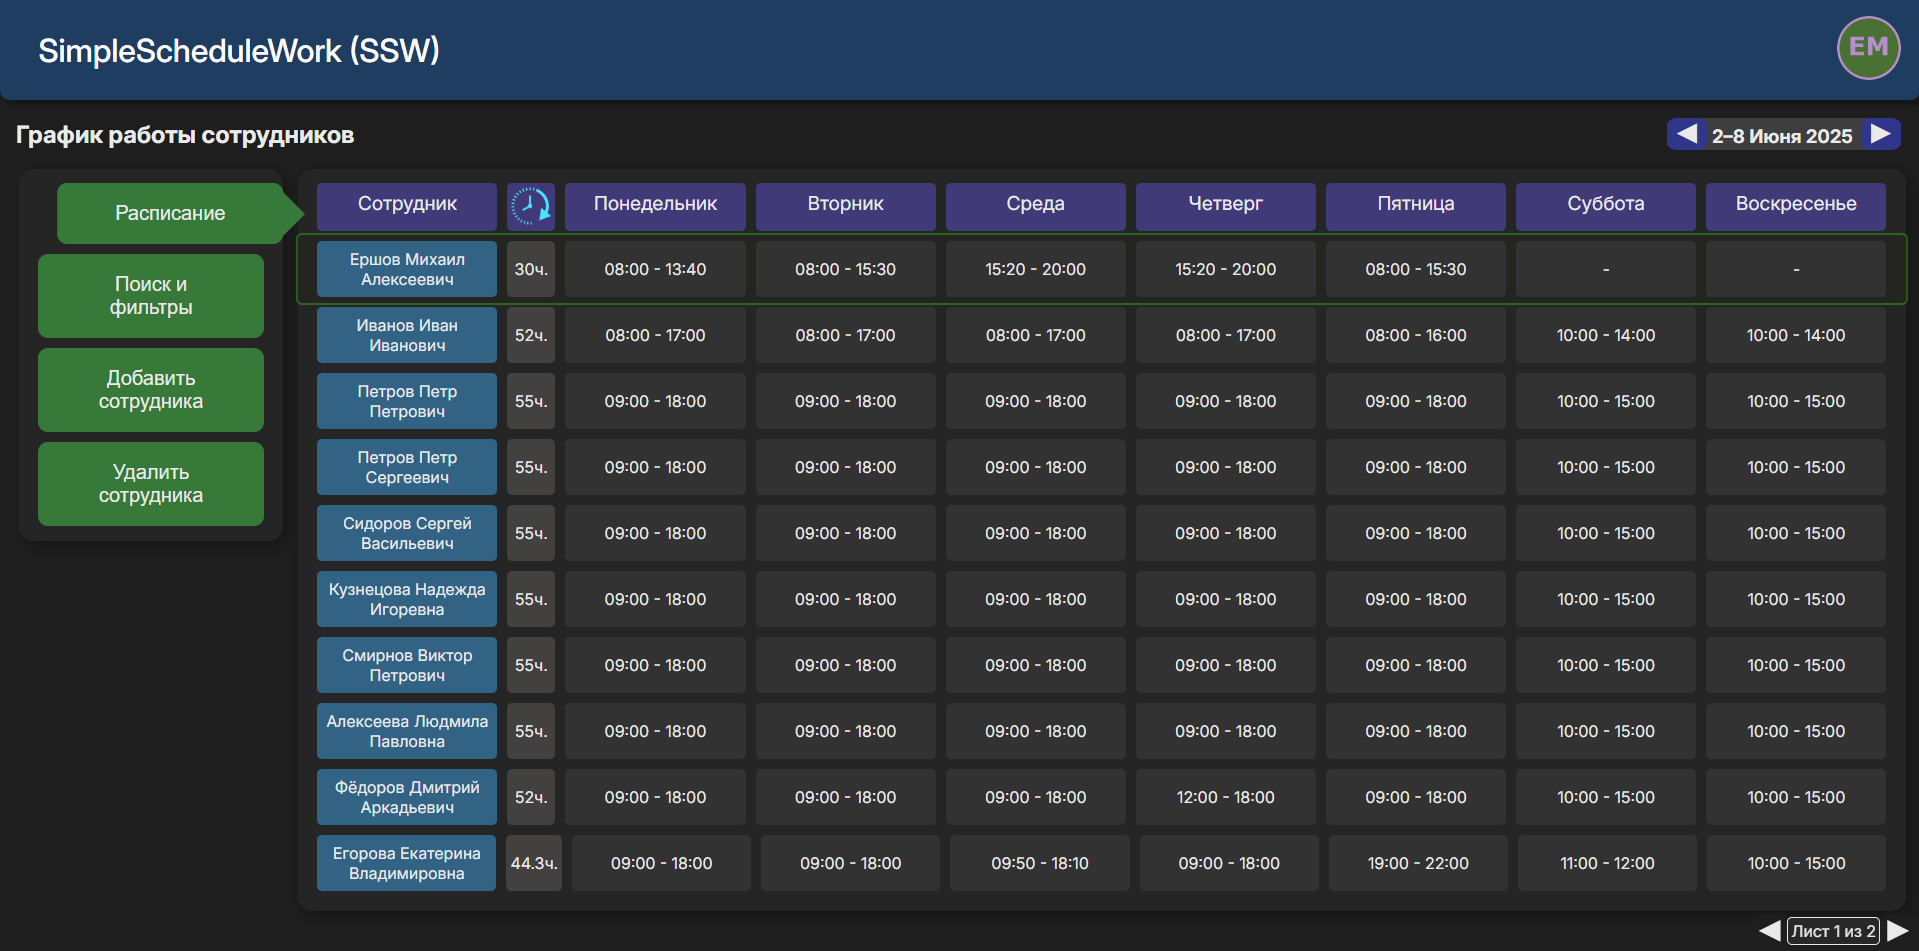 SimpleScheduleWork (SSW)
EM
График работы сотрудников
2–8 Июня 2025
Расписание
Поиск и
фильтры
Добавить
сотрудника
Удалить
сотрудника
Сотрудник Понедельник Вторник Среда Четверг Пятница Суббота Воскресенье
Ершов Михаил
Алексеевич
30ч. 08:00 - 13:40 08:00 - 15:30 15:20 - 20:00 15:20 - 20:00 08:00 - 15:30 - -
Иванов Иван
Иванович
52ч. 08:00 - 17:00 08:00 - 17:00 08:00 - 17:00 08:00 - 17:00 08:00 - 16:00 10:00 - 14:00 10:00 - 14:00
Петров Петр
Петрович
55ч. 09:00 - 18:00 09:00 - 18:00 09:00 - 18:00 09:00 - 18:00 09:00 - 18:00 10:00 - 15:00 10:00 - 15:00
Петров Петр
Сергеевич
55ч. 09:00 - 18:00 09:00 - 18:00 09:00 - 18:00 09:00 - 18:00 09:00 - 18:00 10:00 - 15:00 10:00 - 15:00
Сидоров Сергей
Васильевич
55ч. 09:00 - 18:00 09:00 - 18:00 09:00 - 18:00 09:00 - 18:00 09:00 - 18:00 10:00 - 15:00 10:00 - 15:00
Кузнецова Надежда
Игоревна
55ч. 09:00 - 18:00 09:00 - 18:00 09:00 - 18:00 09:00 - 18:00 09:00 - 18:00 10:00 - 15:00 10:00 - 15:00
Смирнов Виктор
Петрович
55ч. 09:00 - 18:00 09:00 - 18:00 09:00 - 18:00 09:00 - 18:00 09:00 - 18:00 10:00 - 15:00 10:00 - 15:00
Алексеева Людмила
Павловна
55ч. 09:00 - 18:00 09:00 - 18:00 09:00 - 18:00 09:00 - 18:00 09:00 - 18:00 10:00 - 15:00 10:00 - 15:00
Фёдоров Дмитрий
Аркадьевич
52ч. 09:00 - 18:00 09:00 - 18:00 09:00 - 18:00 12:00 - 18:00 09:00 - 18:00 10:00 - 15:00 10:00 - 15:00
Егорова Екатерина
Владимировна
44.3ч. 09:00 - 18:00 09:00 - 18:00 09:50 - 18:10 09:00 - 18:00 19:00 - 22:00 11:00 - 12:00 10:00 - 15:00
Лист 1 из 2